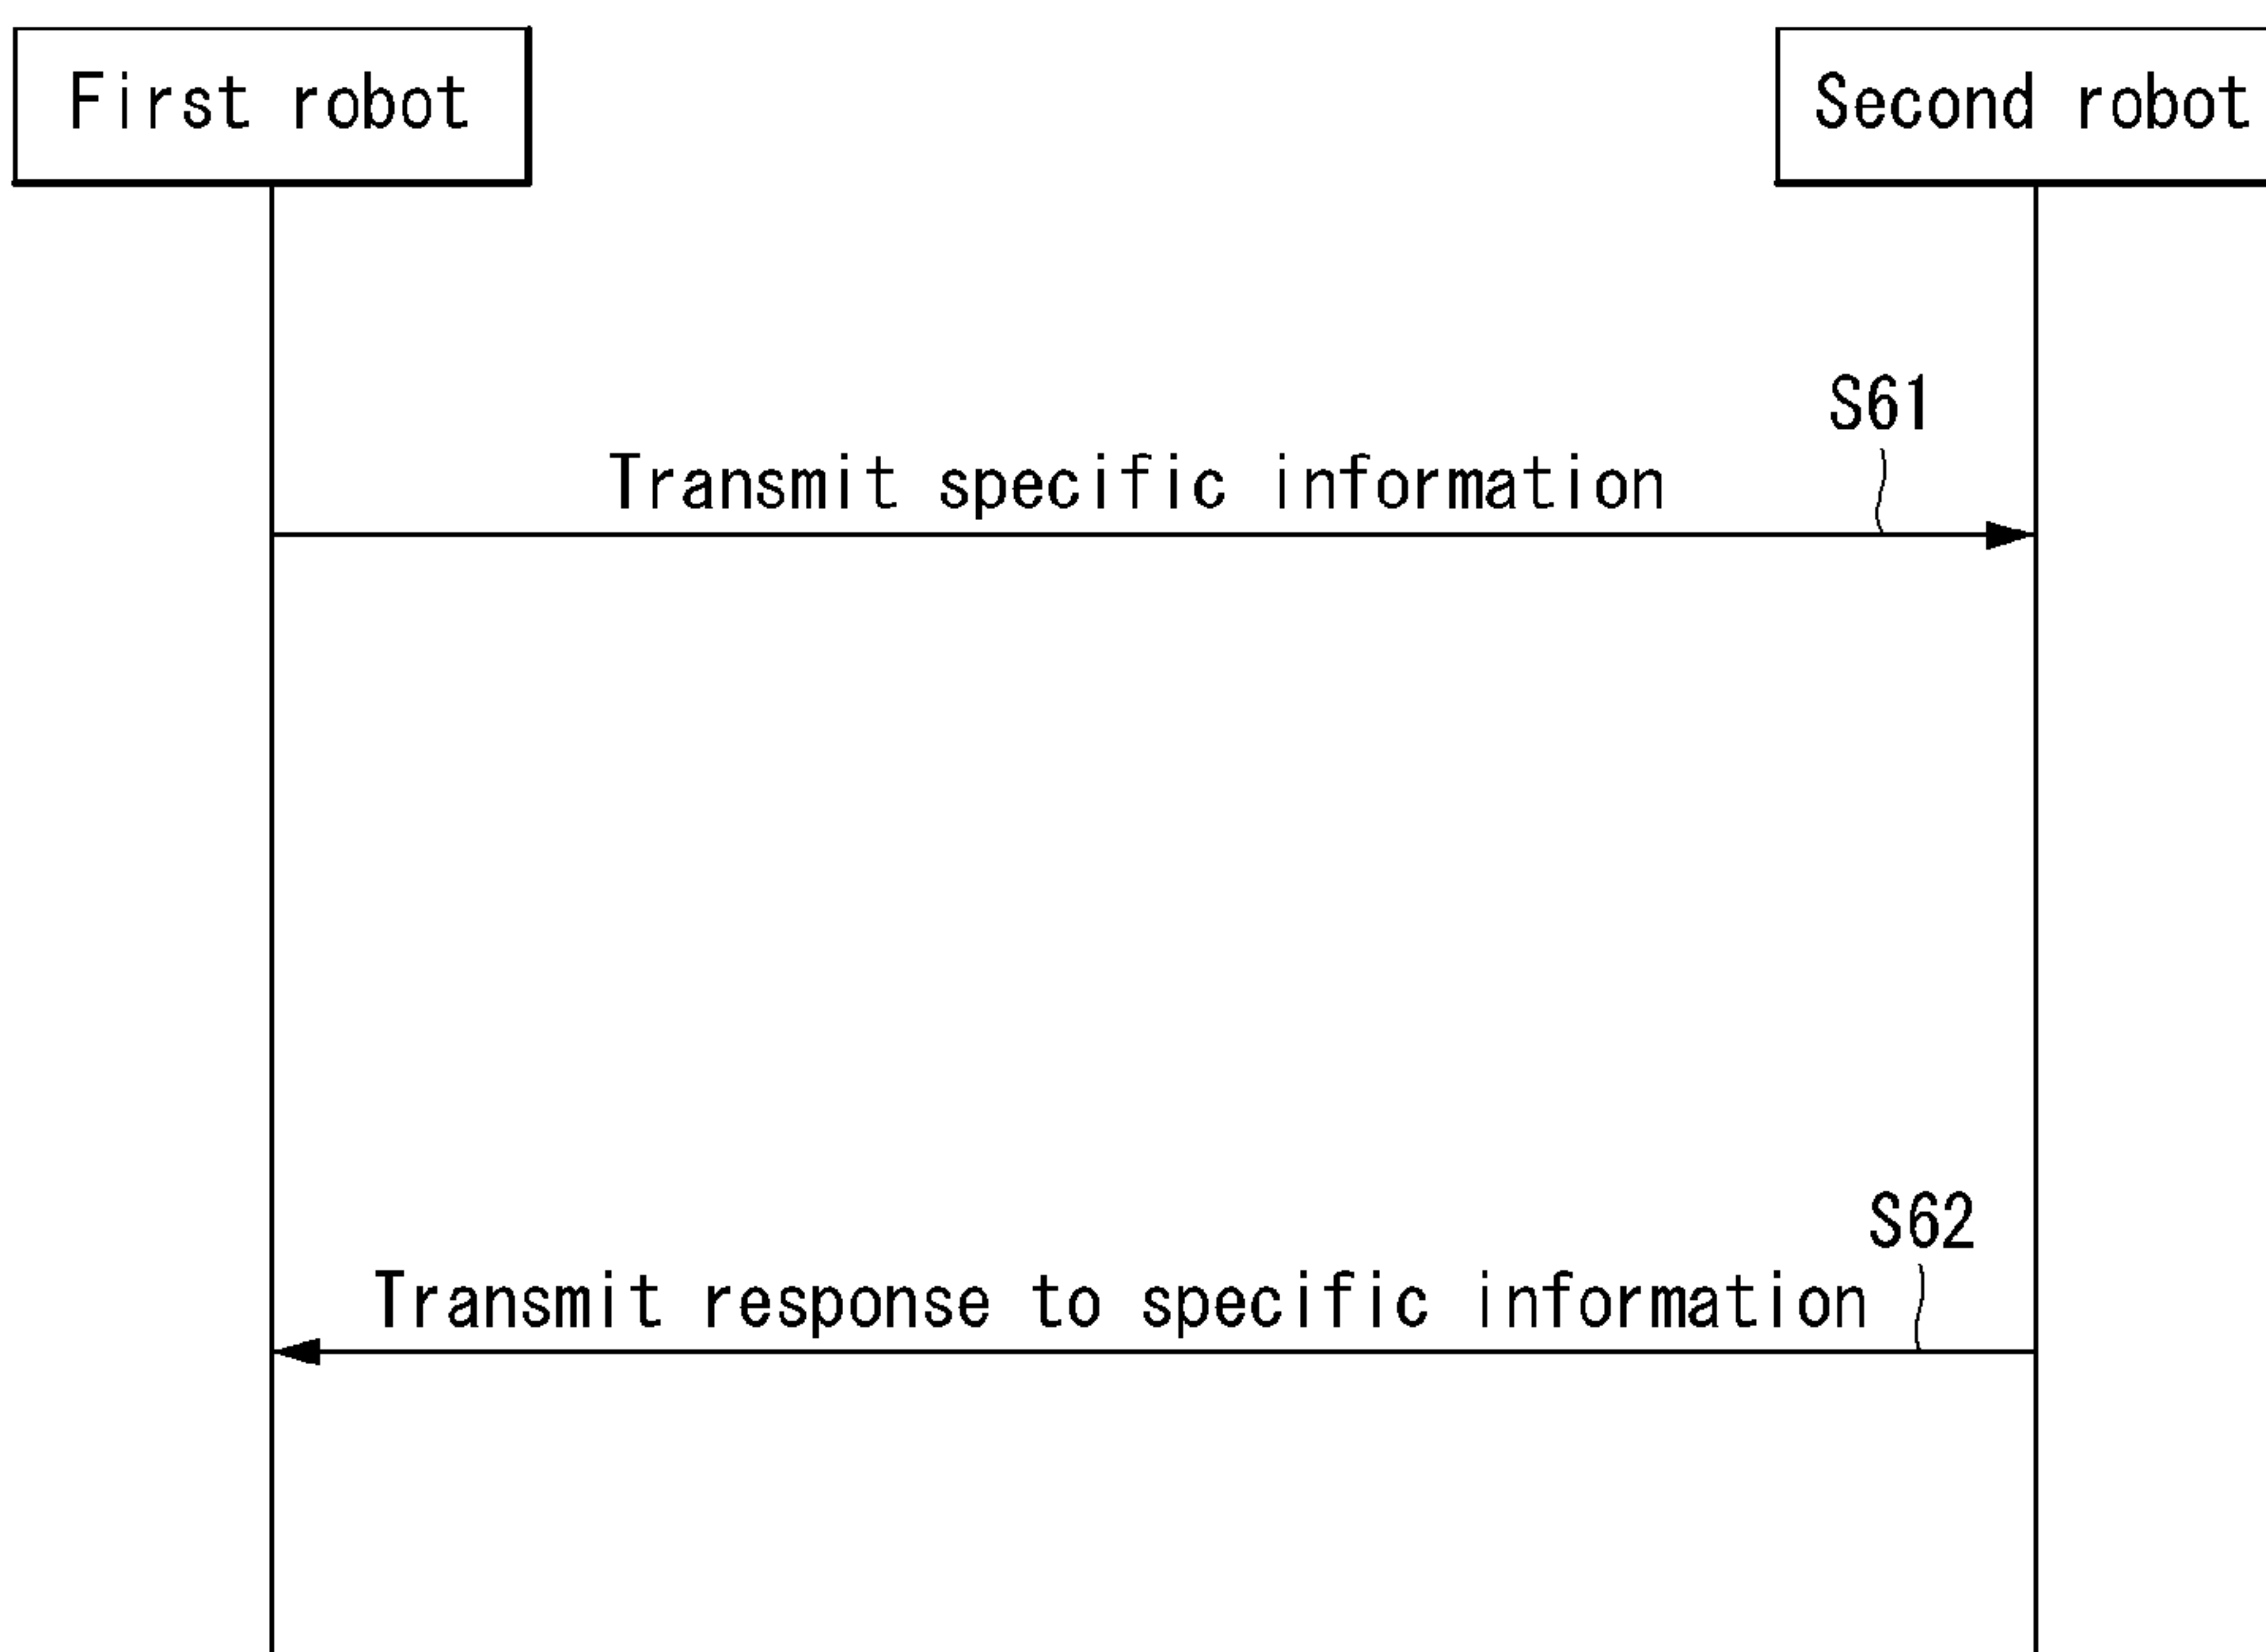 First robot
Second robot
S61
Transmit specific information
S62
Transmit response to specific information